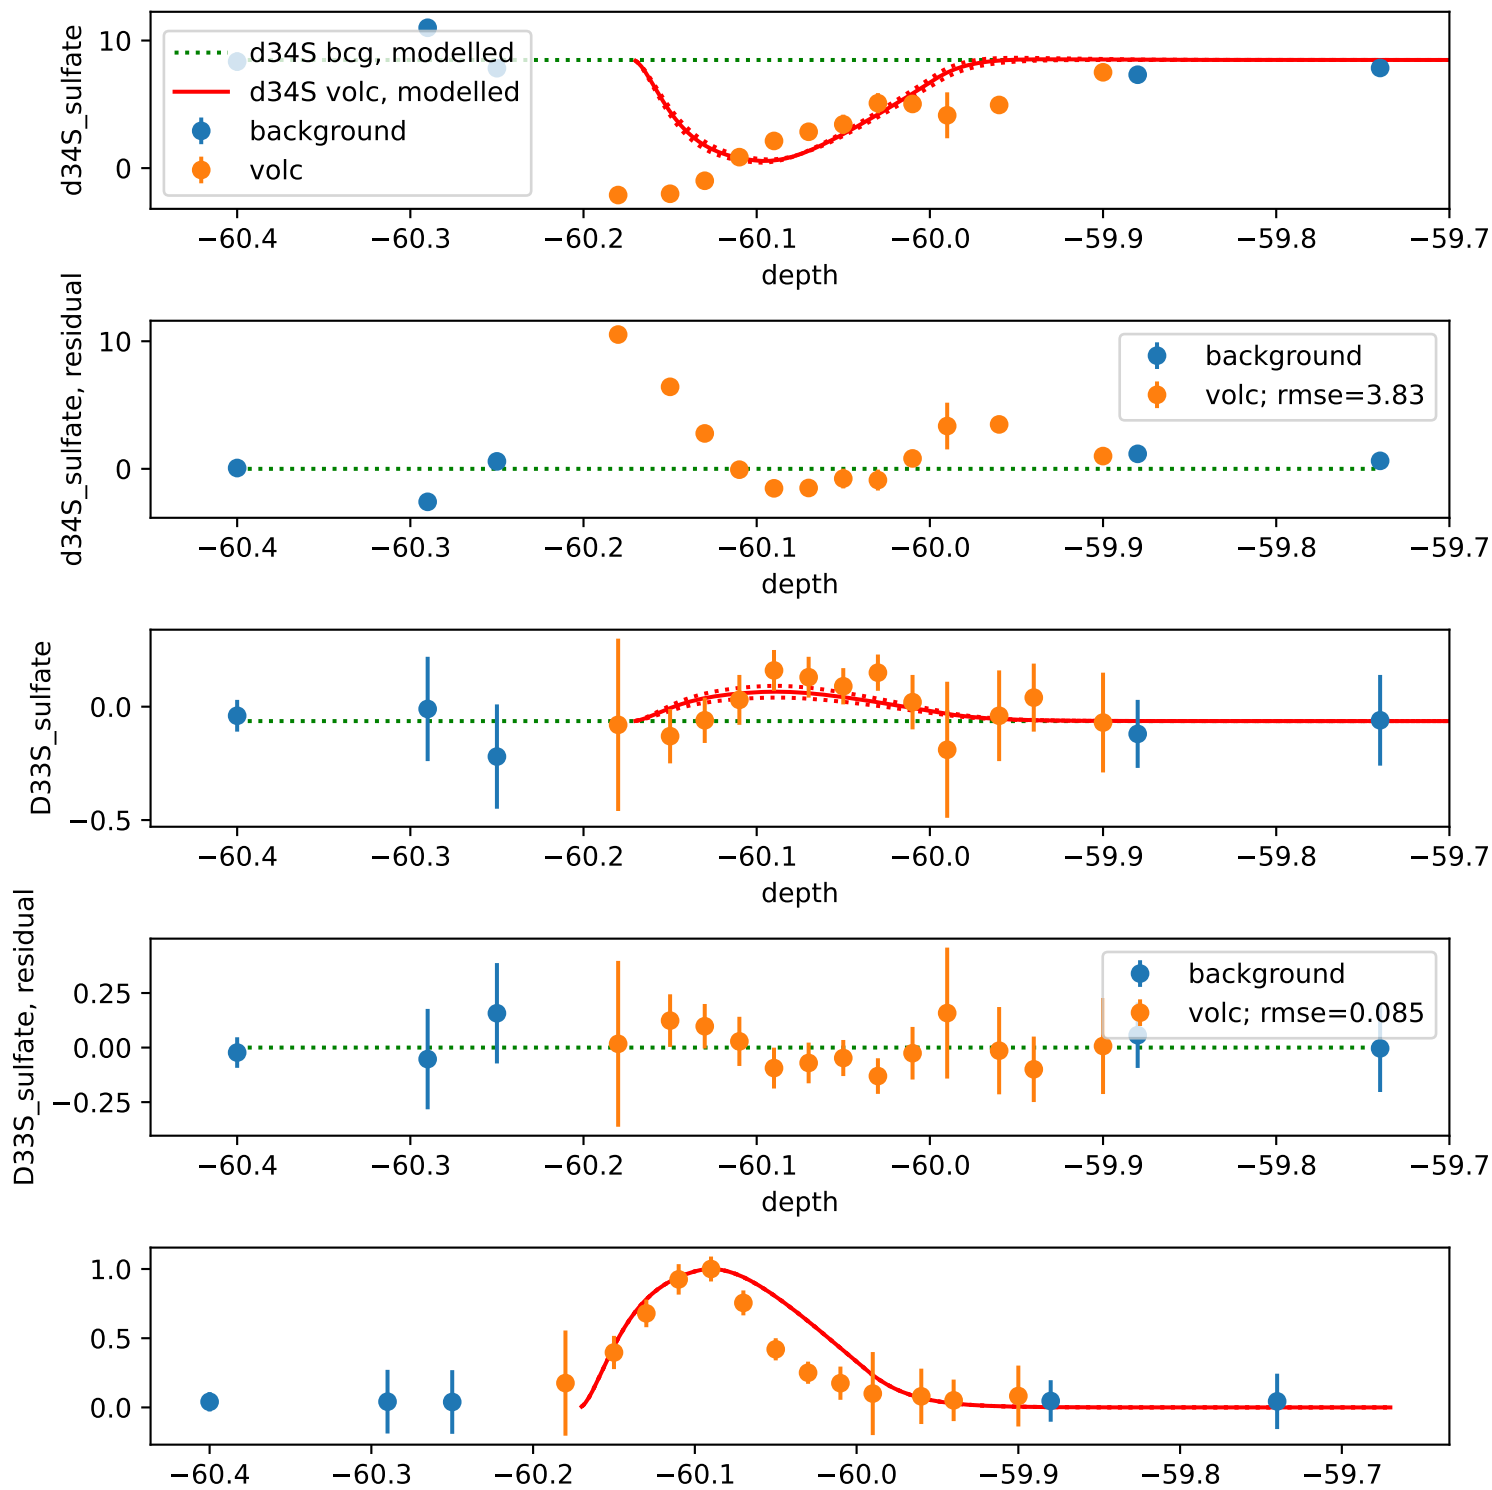 d34S_sulfate
10
0
d34S bcg, modelled
d34S volc, modelled
background
volc
−60.4 −60.3 −60.2 −60.1 −60.0 −59.9 −59.8 −59.7
depth
d34S_sulfate, residual
10
0
background
volc; rmse=3.83
−60.4 −60.3 −60.2 −60.1 −60.0 −59.9 −59.8 −59.7
depth
D33S_sulfate
0.0
−0.5
−60.4 −60.3 −60.2 −60.1 −60.0 −59.9 −59.8 −59.7
depth
D33S_sulfate, residual
0.25
0.00
−0.25
background
volc; rmse=0.085
−60.4 −60.3 −60.2 −60.1 −60.0 −59.9 −59.8 −59.7
depth
1.0
0.5
0.0
−60.4 −60.3 −60.2 −60.1 −60.0 −59.9 −59.8 −59.7